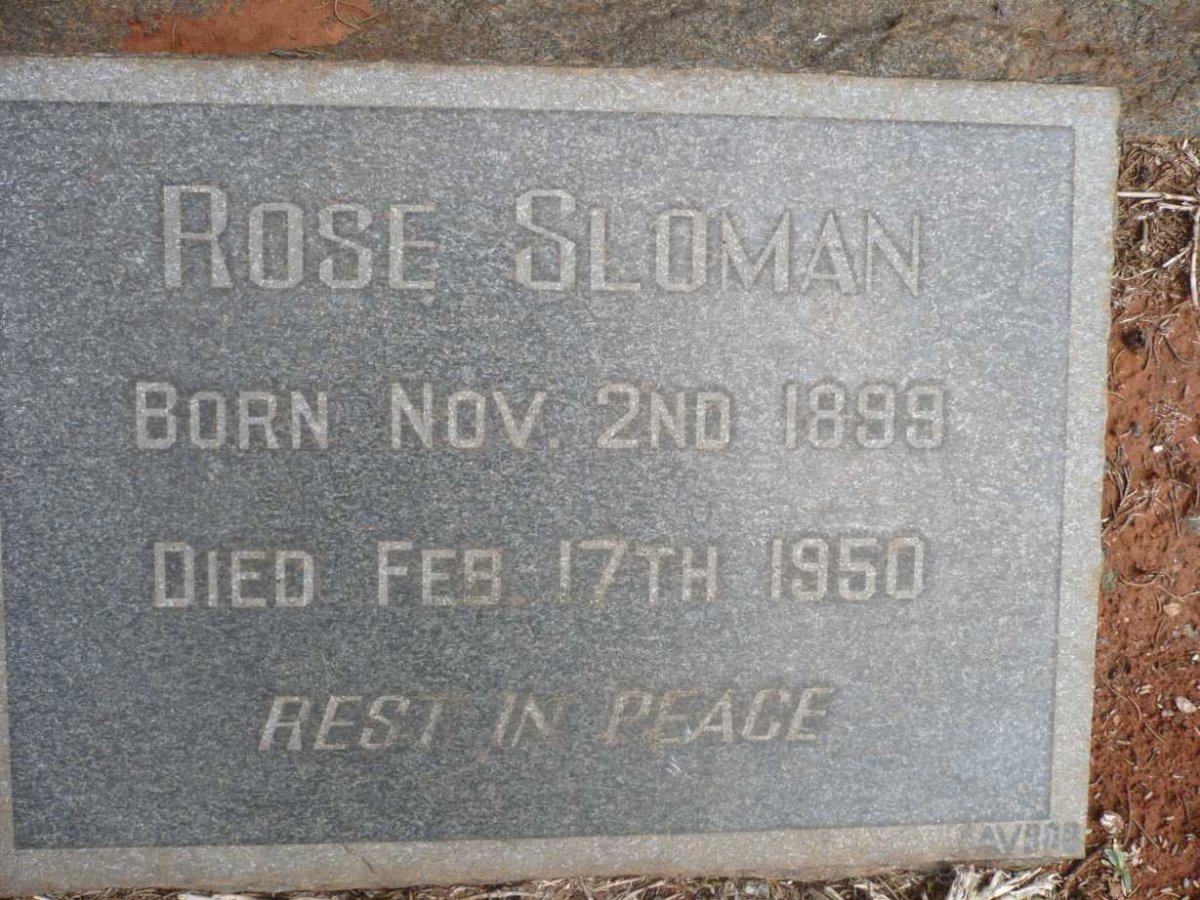 ROSE SLOMAN
BORN NOV. 2ND 1899
DIED FEB. 17TH 1950
REST IN PEACE